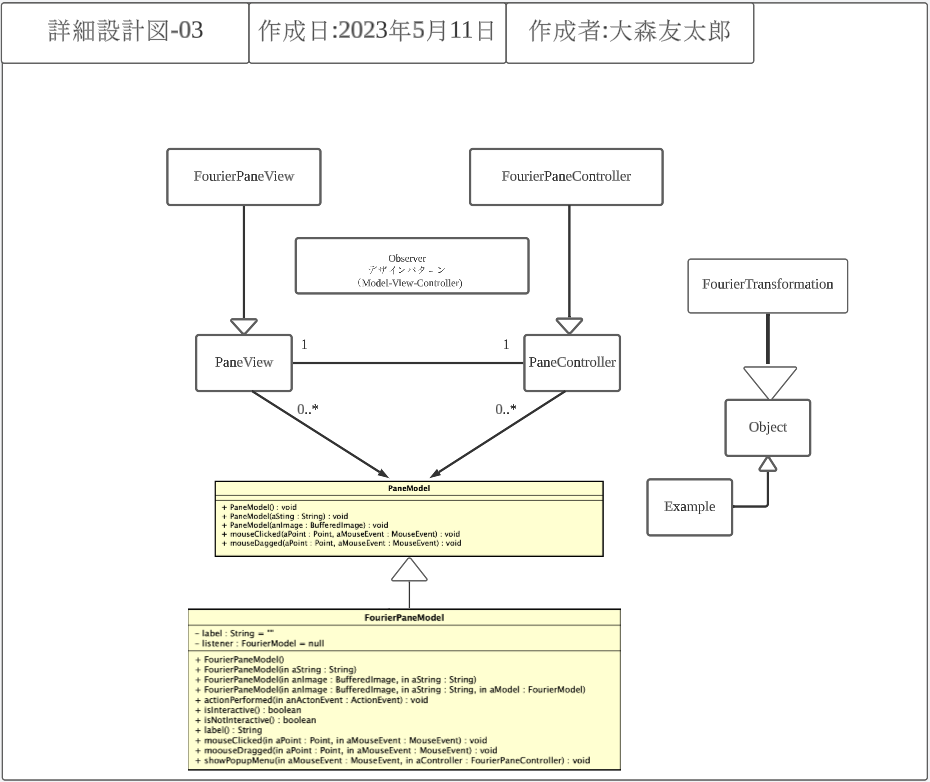 詳細設計図-03
作成日:2023年5月11日
作成者:大森友太郎
FourierPaneView
FourierPaneController
Observer
デザインパターン
(Model-View-Controller)
FourierTransformation
PaneView
1
1
PaneController
0..*
0..*
Object
Example
PaneModel
+ PaneModel() : void
+ PaneModel(aSting : String) : void
+ PaneModel(anImage : BufferedImage) : void
+ mouseClicked(aPoint : Point, aMouseEvent : MouseEvent) : void
+ mouseDagged(aPoint : Point, aMouseEvent : MouseEvent) : void
FourierPaneModel
- label : String = ""
- listener : FourierModel = null
+ FourierPaneModel()
+ FourierPaneModel(in aString : String)
+ FourierPaneModel(in anImage : BufferedImage, in aString : String)
+ FourierPaneModel(in anImage : BufferedImage, in aString : String, in aModel : FourierModel)
+ actionPerformed(in anActonEvent : ActionEvent) : void
+ isInteractive() : boolean
+ isNotInteractive() : boolean
+ label() : String
+ mouseClicked(in aPoint : Point, in aMouseEvent : MouseEvent) : void
+ moouseDragged(in aPoint : Point, in aMouseEvent : MouseEvent) : void
+ showPopupMenu(in aMouseEvent : MouseEvent, in aController : FourierPaneController) : void